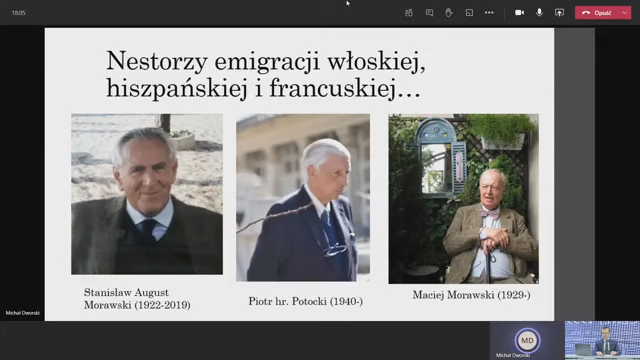 18:05
Opuść
Nestorzy emigracji włoskiej,
hiszpańskiej i francuskiej…
Stanisław August
Morawski (1922-2019)
Piotr hr. Potocki (1940-)
Maciej Morawski (1929-)
Michał Dworski
MD
Michał Dworski